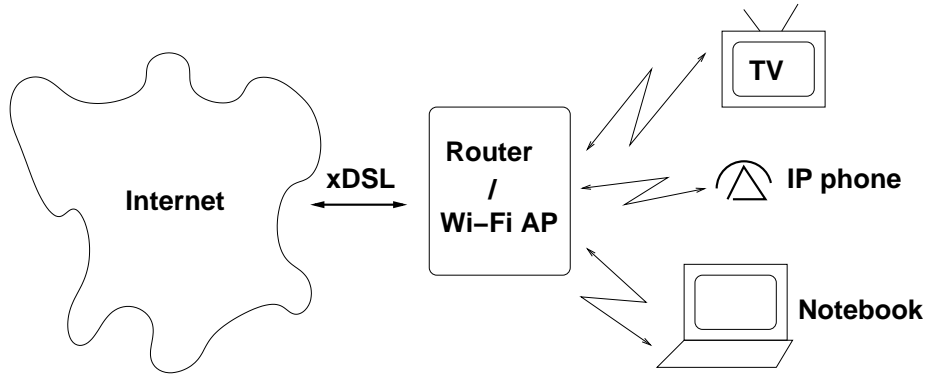 Internet
xDSL
Router
/
Wi–Fi AP
TV
IP phone
Notebook